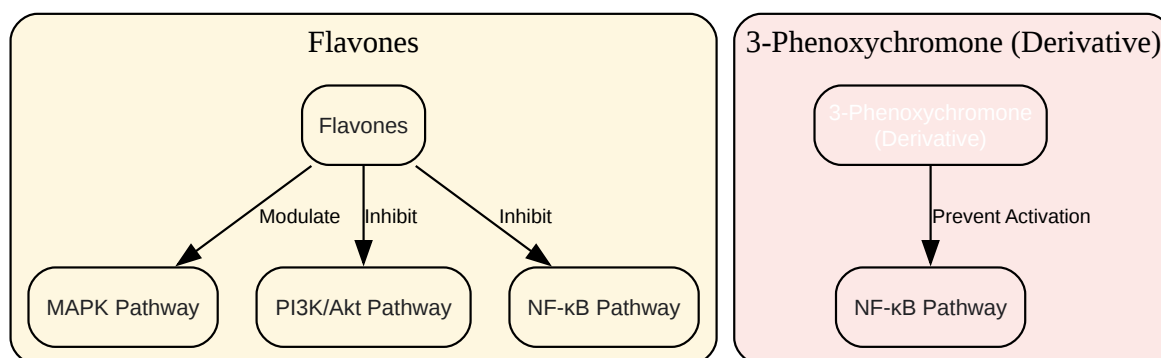 Flavones
3-Phenoxychromone (Derivative)
Flavones
3-Phenoxychromone
(Derivative)
Modulate
Inhibit
Inhibit
Prevent Activation
MAPK Pathway
PI3K/Akt Pathway
NF-κB Pathway
NF-κB Pathway